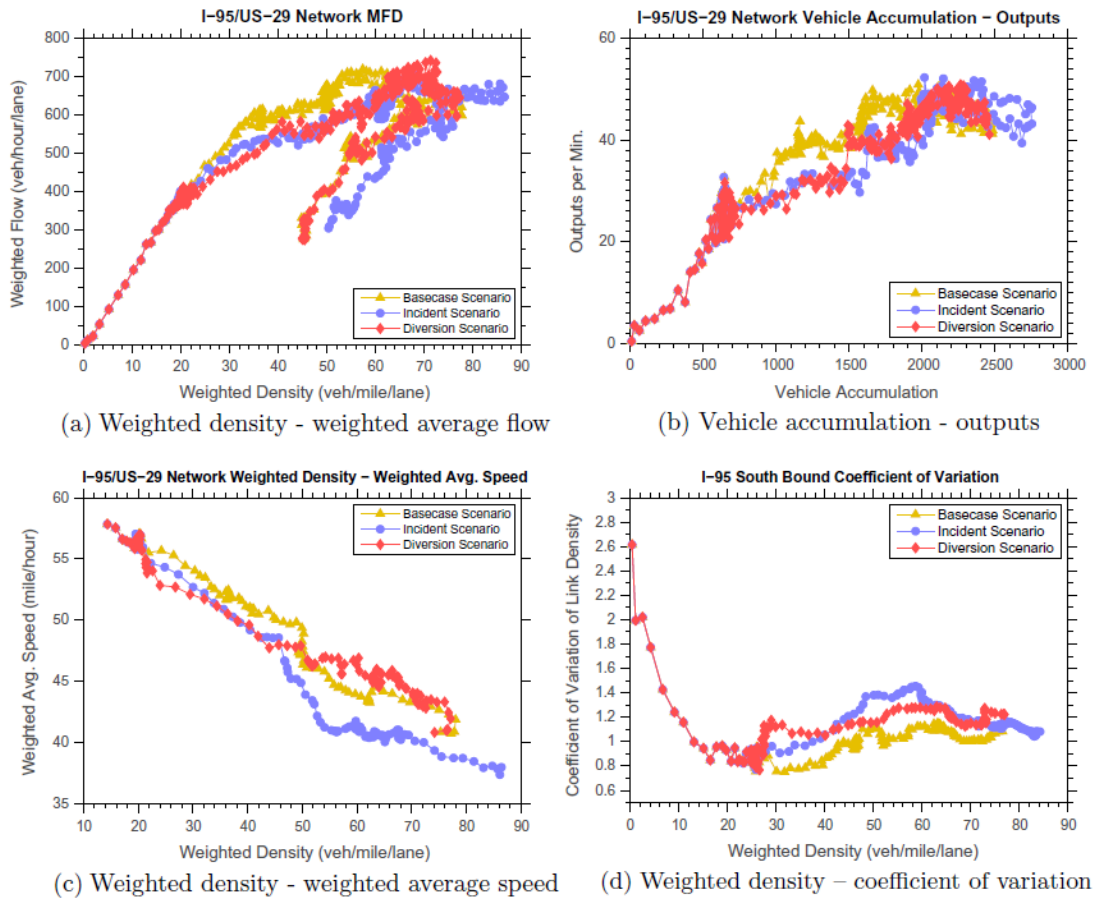 I−95/US−29 Network MFD
800
700
600
500
400
300
200
100
0
0 10 20 30 40 50 60 70 80 90
Weighted Flow (veh/hour/lane)
Weighted Density (veh/mile/lane)
Basecase Scenario
Incident Scenario
Diversion Scenario
(a) Weighted density - weighted average flow
I−95/US−29 Network Vehicle Accumulation − Outputs
60
40
20
0
0 500 1000 1500 2000 2500 3000
Outputs per Min.
Vehicle Accumulation
Basecase Scenario
Incident Scenario
Diversion Scenario
(b) Vehicle accumulation - outputs
I−95/US−29 Network Weighted Density − Weighted Avg. Speed
60
55
50
45
40
35
10 20 30 40 50 60 70 80 90
Weighted Avg. Speed (mile/hour)
Weighted Density (veh/mile/lane)
Basecase Scenario
Incident Scenario
Diversion Scenario
(c) Weighted density - weighted average speed
I−95 South Bound Coefficient of Variation
3
2.8
2.6
2.4
2.2
2
1.8
1.6
1.4
1.2
1
0.8
0.6
0 10 20 30 40 50 60 70 80 90
Coefficient of Variation of Link Density
Weighted Density (veh/mile/lane)
Basecase Scenario
Incident Scenario
Diversion Scenario
(d) Weighted density – coefficient of variation